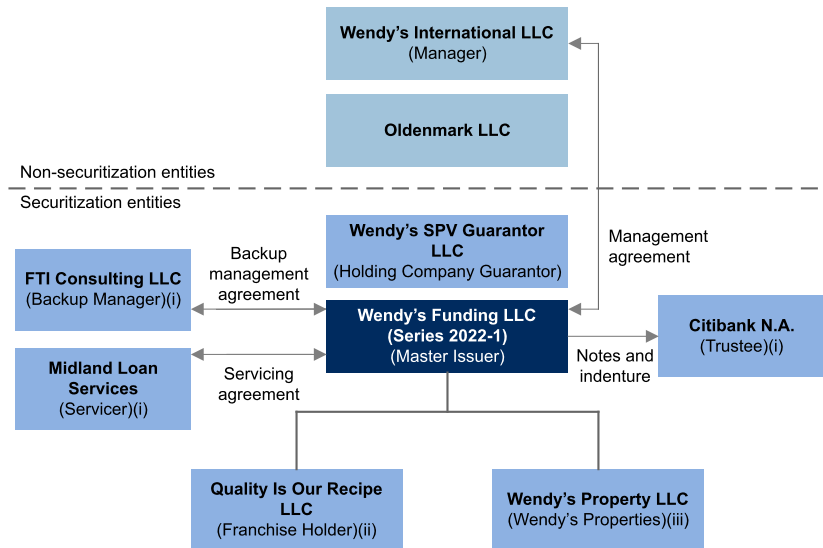 Wendy's International LLC
(Manager)
Oldenmark LLC
Non-securitization entities
Securitization entities
Wendy's SPV Guarantor
LLC
(Holding Company Guarantor)
Management
agreement
FTI Consulting LLC
(Backup Manager)(i)
Backup
management
agreement
Wendy's Funding LLC
(Series 2022-1)
(Master Issuer)
Citibank N.A.
(Trustee)(i)
Notes and
indenture
Midland Loan
Services
(Servicer)(i)
Servicing
agreement
Quality Is Our Recipe
LLC
(Franchise Holder)(ii)
Wendy's Property LLC
(Wendy's Properties)(iii)